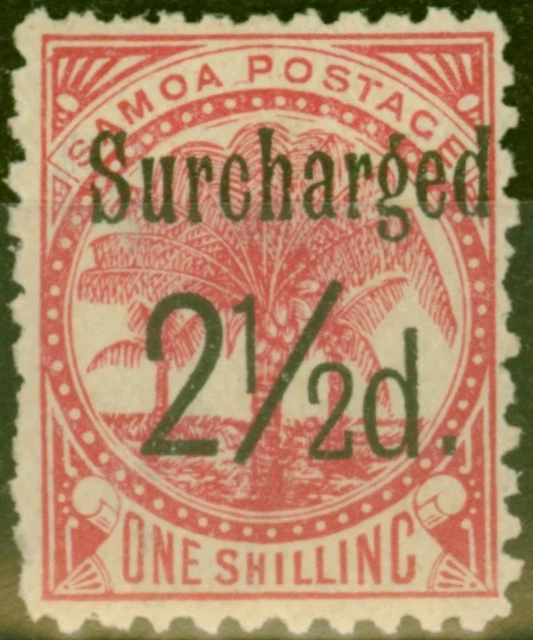 SAMOA POSTAGE
Surcharged
2½d.
ONE SHILLING